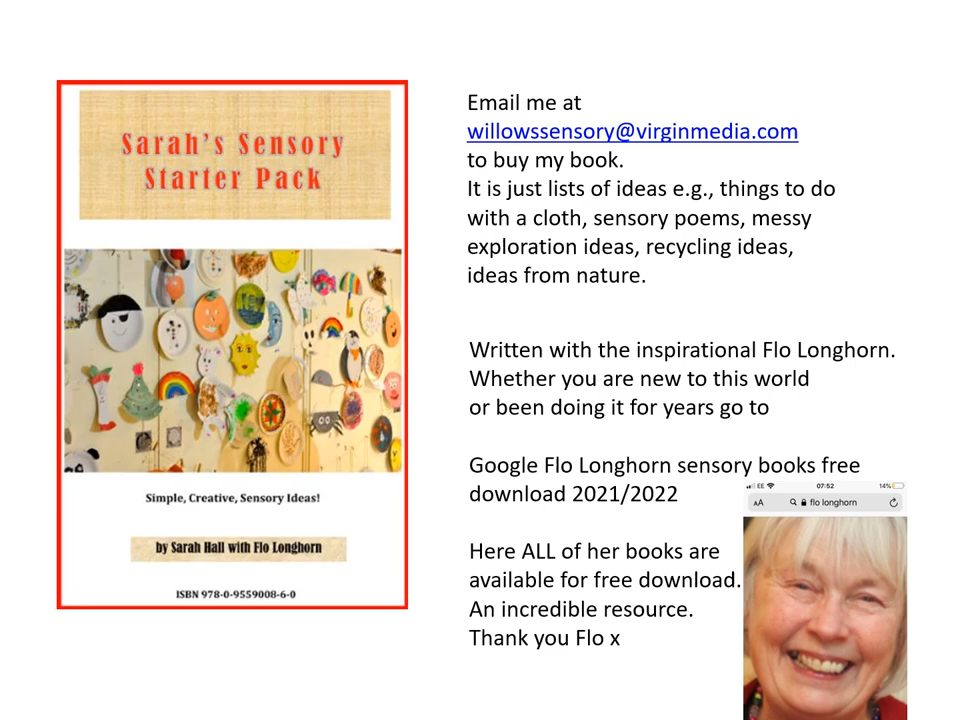 Sarah's Sensory
Starter Pack
Simple, Creative, Sensory Ideas!
by Sarah Hall with Flo Longhorn
ISBN 978-0-9559008-6-0
Email me at
willowssensory@virginmedia.com
to buy my book.
It is just lists of ideas e.g., things to do
with a cloth, sensory poems, messy
exploration ideas, recycling ideas,
ideas from nature.
Written with the inspirational Flo Longhorn.
Whether you are new to this world
or been doing it for years go to
Google Flo Longhorn sensory books free
download 2021/2022
Here ALL of her books are
available for free download.
An incredible resource.
Thank you Flo x
EE 07:52 14%
AA flo longhorn